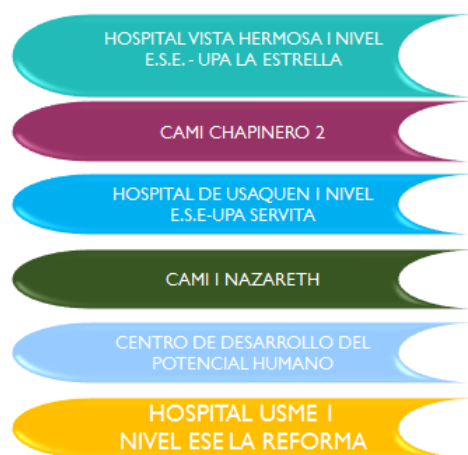 HOSPITAL VISTA HERMOSA I NIVEL
E.S.E. - UPA LA ESTRELLA
CAMI CHAPINERO 2
HOSPITAL DE USAQUEN I NIVEL
E.S.E-UPA SERVITA
CAMI I NAZARETH
CENTRO DE DESARROLLO DEL
POTENCIAL HUMANO
HOSPITAL USME I
NIVEL ESE LA REFORMA